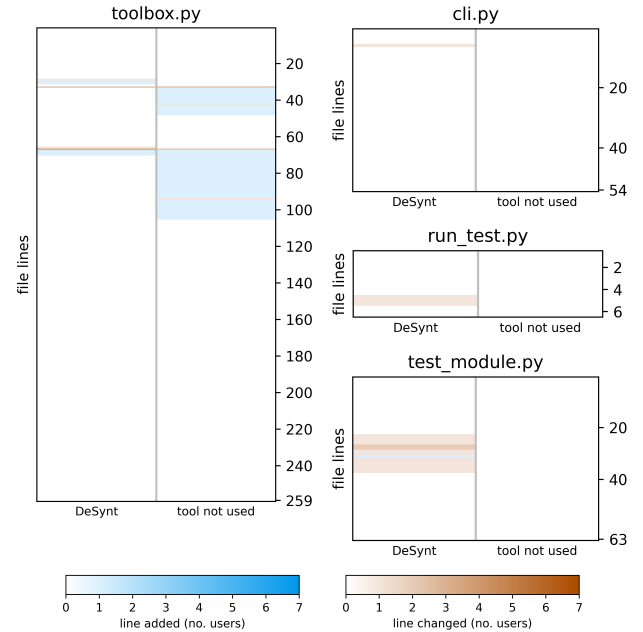 toolbox.py
20
40
60
80
100
120
140
160
180
200
220
240
259
file lines
DeSynt
tool not used
cli.py
20
40
54
file lines
DeSynt
tool not used
run_test.py
2
4
6
file lines
DeSynt
tool not used
test_module.py
20
40
63
file lines
DeSynt
tool not used
0 1 2 3 4 5 6 7
line added (no. users)
0 1 2 3 4 5 6 7
line changed (no. users)